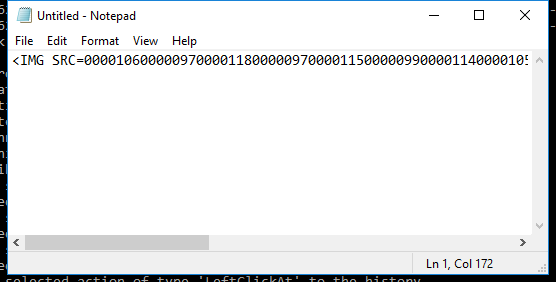 Untitled - Notepad
File Edit Format View Help
<IMG SRC=00001060000097000011800000970000115000009900001140000105
Ln 1, Col 172
selected action of type 'LeftClickAt' to the history